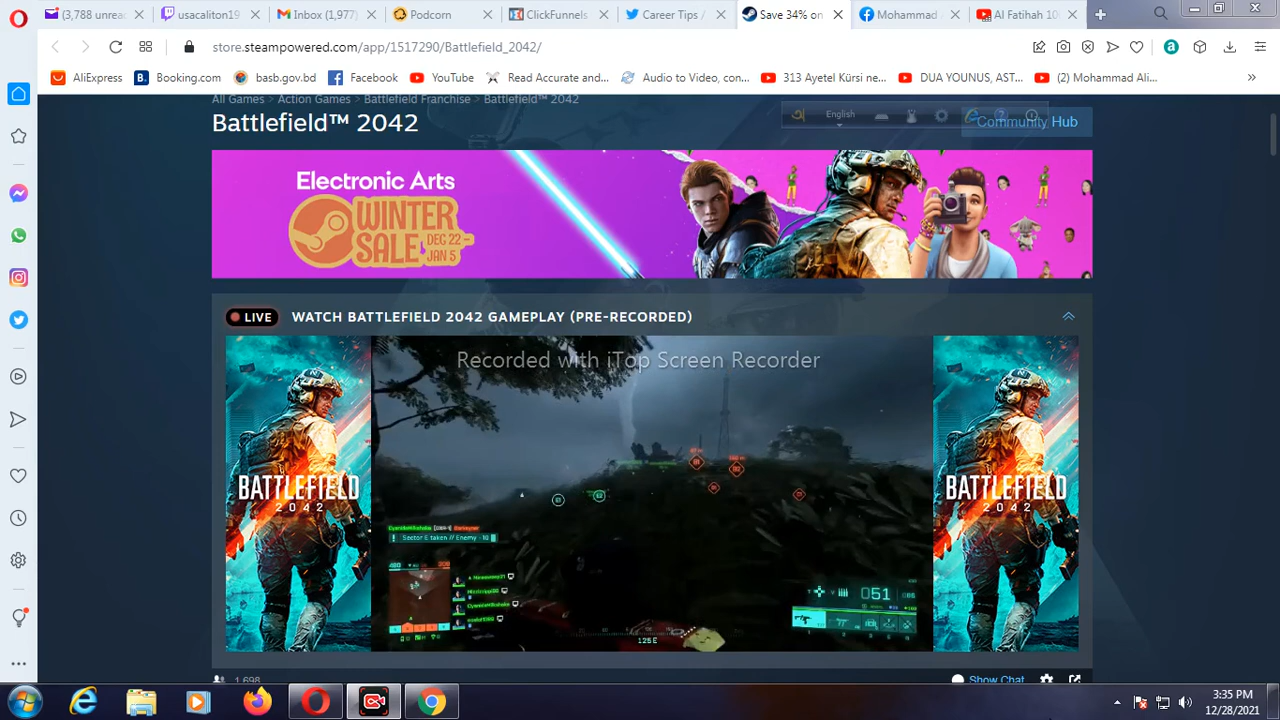 (3,788 unrea
usacaliton19
Inbox (1,977)
Podcorn
ClickFunnels
Career Tips /
Save 34% on
Mohammad
Al Fatihah 10
store.steampowered.com/app/1517290/Battlefield_2042/
AliExpress
Booking.com
basb.gov.bd
Facebook
YouTube
Read Accurate and...
Audio to Video, con...
313 Ayetel Kürsi ne...
DUA YOUNUS, AST...
(2) Mohammad Ali...
All Games > Action Games > Battlefield Franchise > Battlefield™ 2042
Battlefield™ 2042
English
Community Hub
Electronic Arts
WINTER
SALE
DEC 22 –
JAN 5
LIVE
WATCH BATTLEFIELD 2042 GAMEPLAY (PRE-RECORDED)
Recorded with iTop Screen Recorder
BATTLEFIELD
2042
BATTLEFIELD
2042
Sector E taken // Enemy
051
125 E
1,698
Show Chat
3:35 PM
12/28/2021